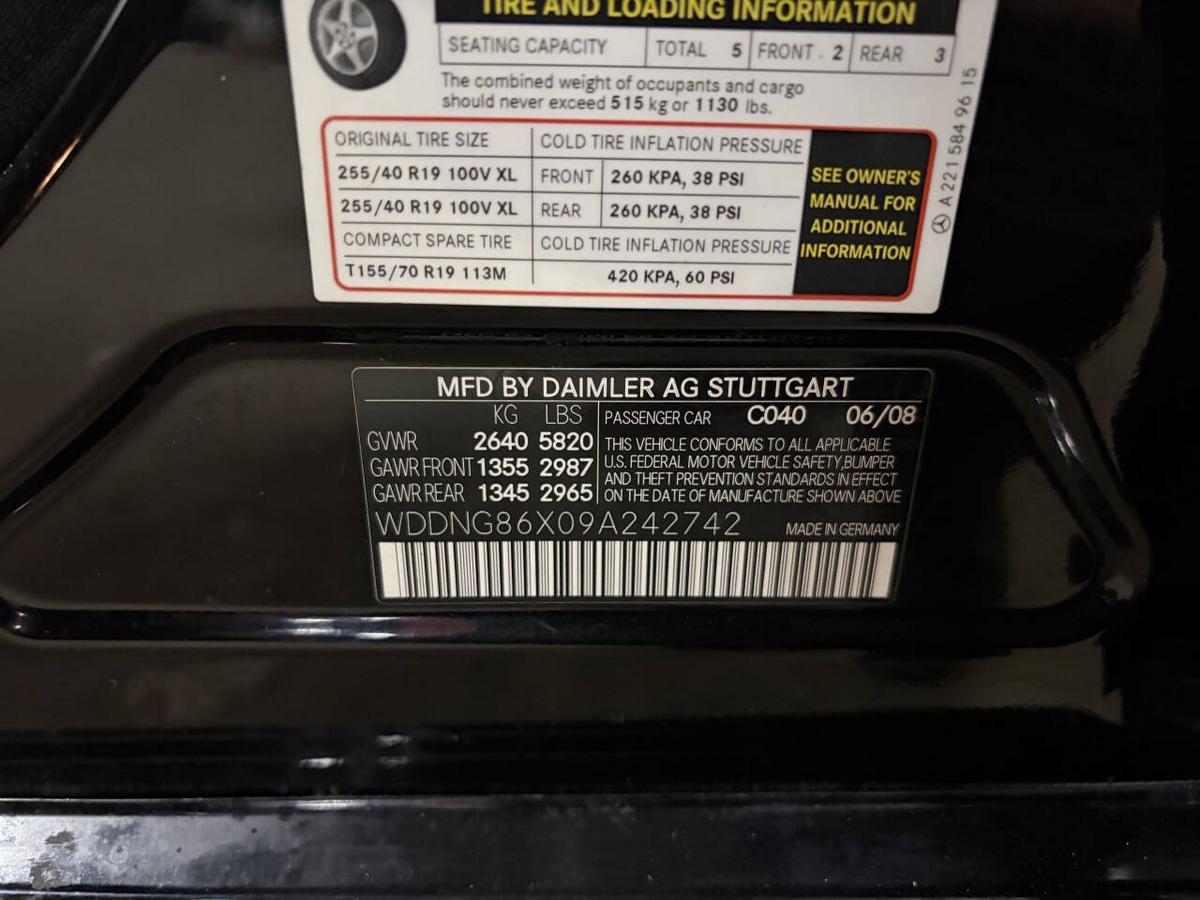 TIRE AND LOADING INFORMATION
SEATING CAPACITY TOTAL 5 FRONT 2 REAR 3
The combined weight of occupants and cargo
should never exceed 515 kg or 1130 lbs.
ORIGINAL TIRE SIZE COLD TIRE INFLATION PRESSURE
255/40 R19 100V XL FRONT 260 KPA, 38 PSI
255/40 R19 100V XL REAR 260 KPA, 38 PSI
COMPACT SPARE TIRE COLD TIRE INFLATION PRESSURE
T155/70 R19 113M 420 KPA, 60 PSI
SEE OWNER'S
MANUAL FOR
ADDITIONAL
INFORMATION
A 221 584 96 15
MFD BY DAIMLER AG STUTTGART
KG LBS
GVWR 2640 5820
GAWR FRONT 1355 2987
GAWR REAR 1345 2965
PASSENGER CAR C040 06/08
THIS VEHICLE CONFORMS TO ALL APPLICABLE
U.S. FEDERAL MOTOR VEHICLE SAFETY,BUMPER
AND THEFT PREVENTION STANDARDS IN EFFECT
ON THE DATE OF MANUFACTURE SHOWN ABOVE
WDDNG86X09A242742 MADE IN GERMANY